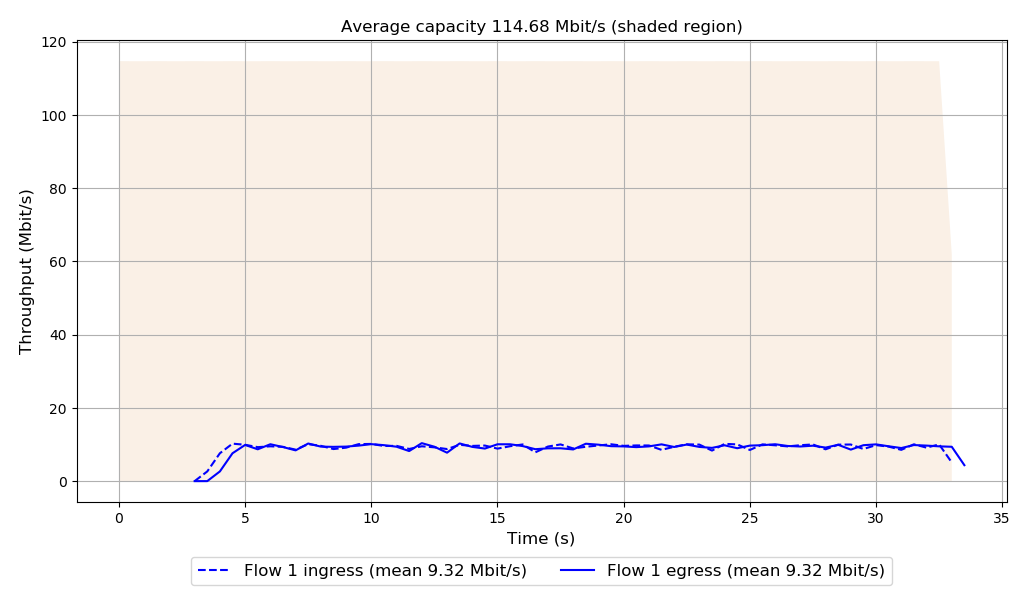 Average capacity 114.68 Mbit/s (shaded region)
120
100
80
60
40
20
0
Throughput (Mbit/s)
0 5 10 15 20 25 30 35
Time (s)
Flow 1 ingress (mean 9.32 Mbit/s) Flow 1 egress (mean 9.32 Mbit/s)